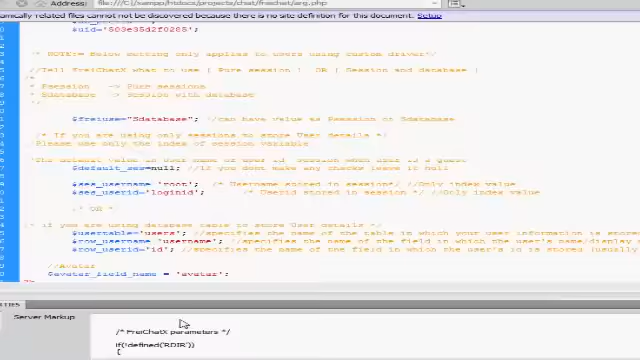 Address: file:///C|/xampp/htdocs/projects/chat/freichat/arg.php
namically related files cannot be discovered because there is no site definition for this document. Setup
$uid='503e35d2f0285';
* NOTE:= Below setting only applies to users using custom driver*/
//Tell FreiChatX what to use [ Pure session ] OR [ Session and database ]
* $session -> Pure sessions
* $database -> Session with database
*/
$freiuse="$database"; //can have value as $session or $database
/* If you are using only sessions to store User details */
Please use only the index of session variable
*The default value in user name or user id session when user is a guest
$default_ses=null; //If you dont make any checks leave it null
$ses_username 'root'; /* Username stored in session*/ //Only index value
$ses_userid='loginid'; /* Userid stored in session */ //Only index value
/* OR *
* if you are using database table to store User details */
$usertable='users'; //specifies the name of the table in which your user information is stored
$row_username 'username'; //specifies the name of the field in which the user's name/display
$row_userid='id'; //specifies the name of the field in which the user's id is stored (usually
//Avatar
$avatar_field_name = 'avatar';
TIES
Server Markup
/* FreiChatX parameters */
if(!defined('RDIR'))
{